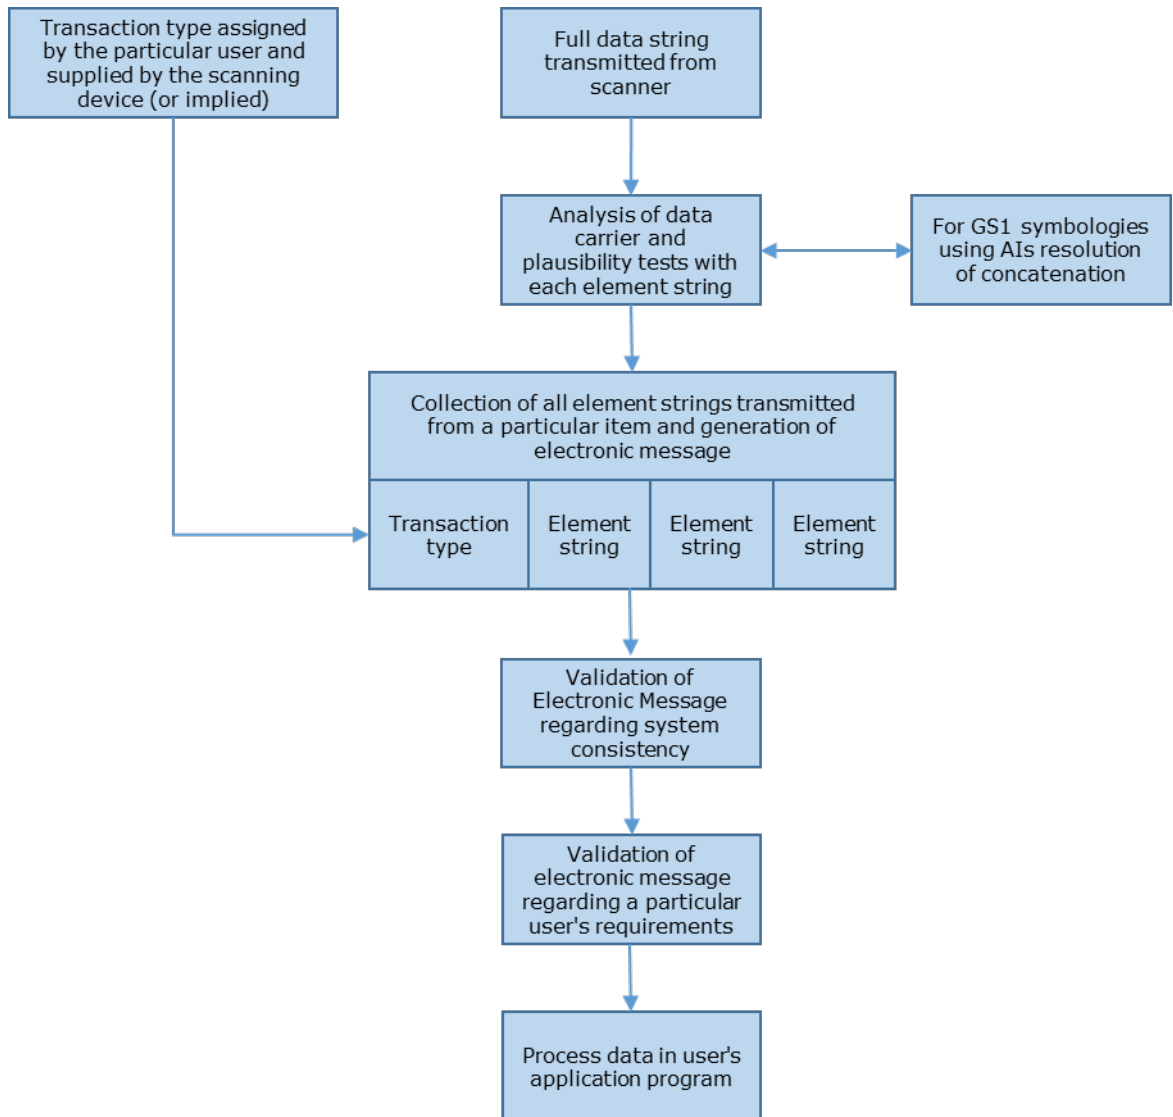 Transaction type assigned
by the particular user and
supplied by the scanning
device (or implied)
Full data string
transmitted from
scanner
Analysis of data
carrier and
plausibility tests with
each element string
For GS1 symbologies
using AIs resolution
of concatenation
Collection of all element strings transmitted
from a particular item and generation of
electronic message
Transaction
type
Element
string
Element
string
Element
string
Validation of
Electronic Message
regarding system
consistency
Validation of
electronic message
regarding a particular
user's requirements
Process data in user's
application program